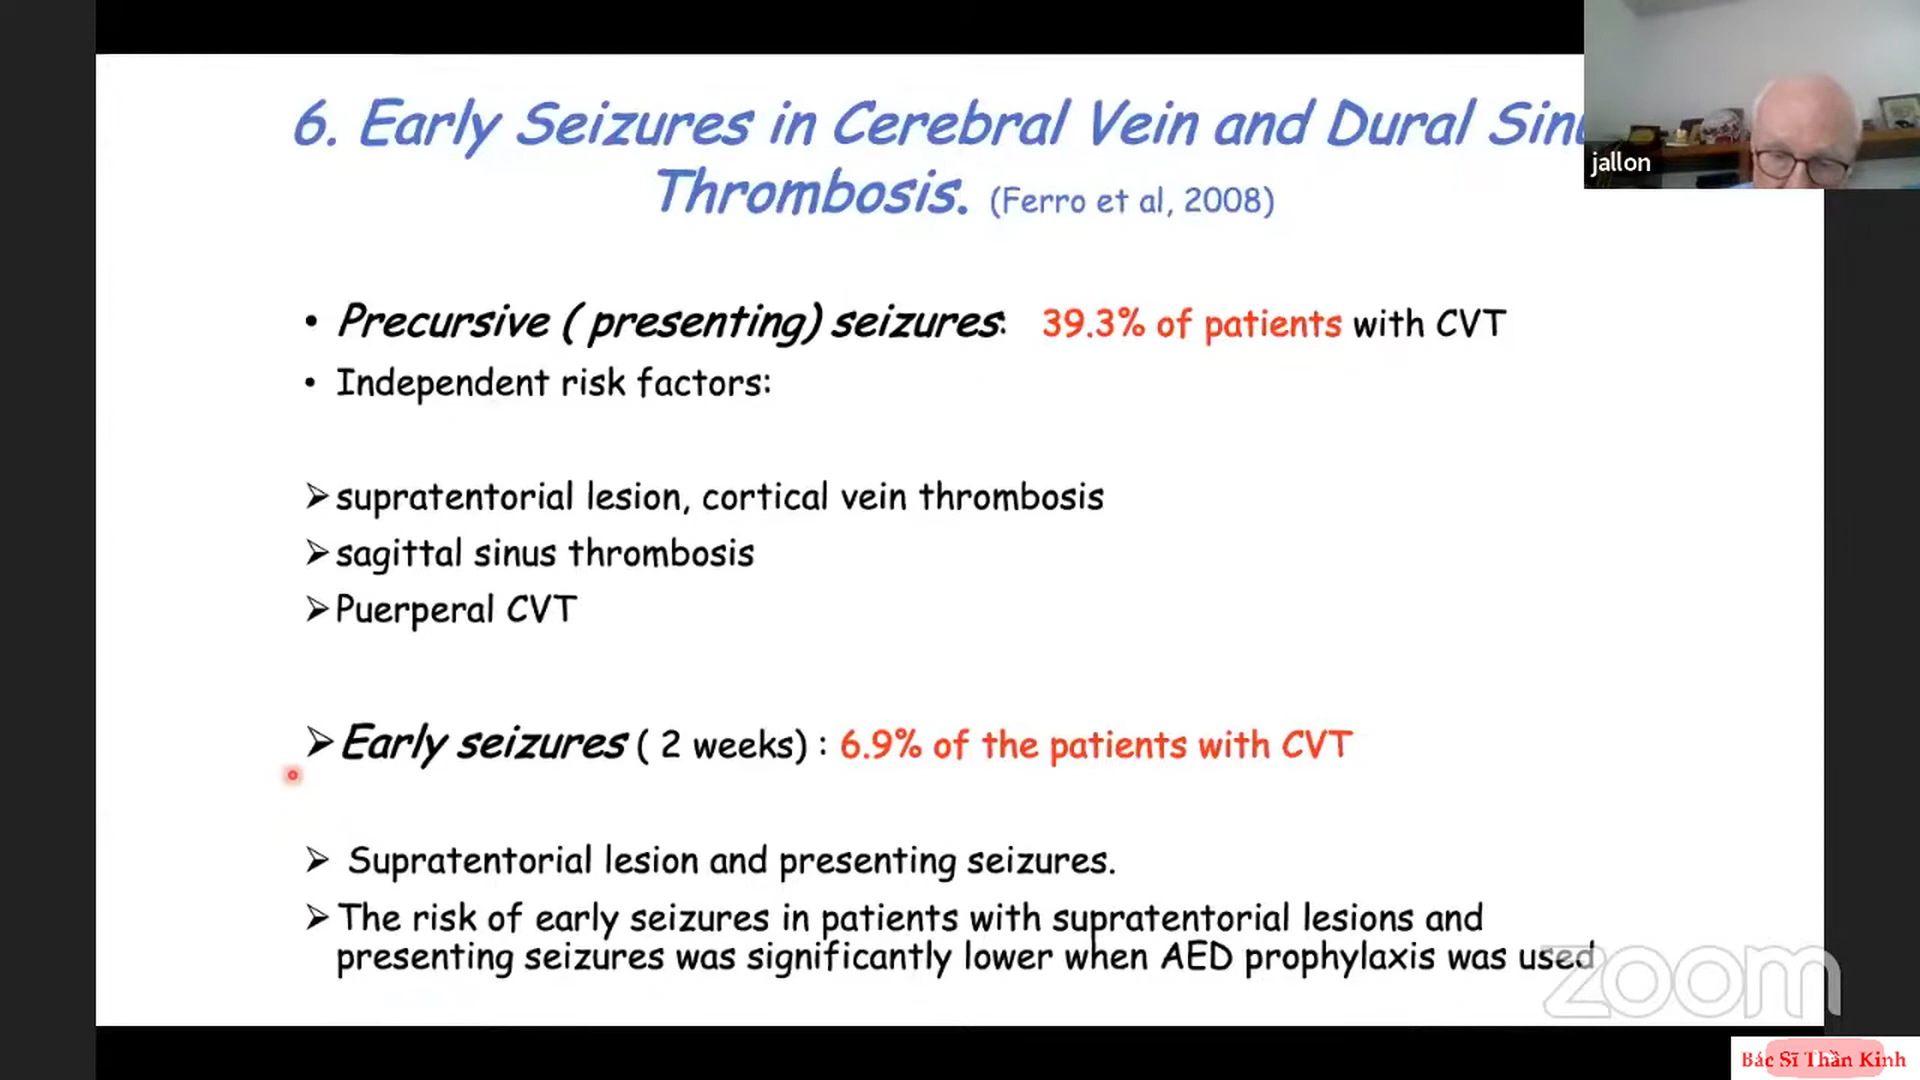 6. Early Seizures in Cerebral Vein and Dural
Thrombosis. (Ferro et al, 2008)
jallon
• Precursive ( presenting) seizures: 39.3% of patients with CVT
• Independent risk factors:
➢ supratentorial lesion, cortical vein thrombosis
➢ sagittal sinus thrombosis
➢ Puerperal CVT
➢ Early seizures ( 2 weeks) : 6.9% of the patients with CVT
➢ Supratentorial lesion and presenting seizures.
➢ The risk of early seizures in patients with supratentorial lesions and
presenting seizures was significantly lower when AED prophylaxis was used
zoom
Bác Sĩ Thần Kinh